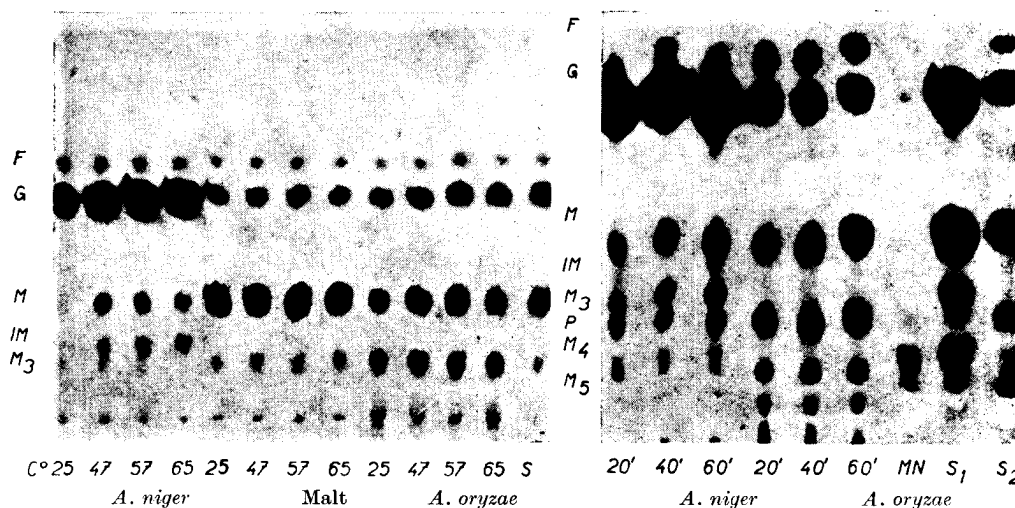 F
G
M
IM
M3
C° 25 47 57 65 25 47 57 65 25 47 57 65 S
A. niger Malt A. oryzae
F
G
M
IM
M3
P
M4
M5
20' 40' 60' 20' 40' 60' MN S1 S2
A. niger A. oryzae